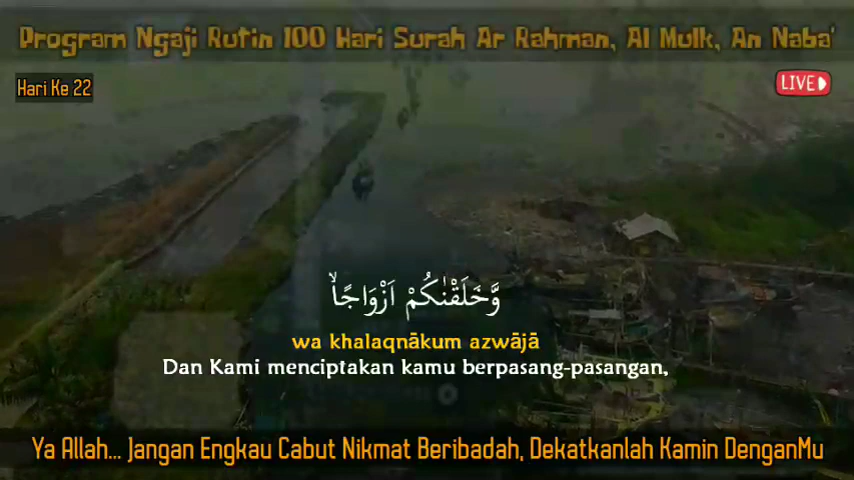 Program Ngaji Rutin 100 Hari Surah Ar Rahman, Al Mulk, An Naba'
Hari Ke 22
LIVE
وَّخَلَقْنٰكُمْ اَزْوَاجًاۙ
wa khalaqnākum azwājā
Dan Kami menciptakan kamu berpasang-pasangan,
Ya Allah... Jangan Engkau Cabut Nikmat Beribadah, Dekatkanlah Kamin DenganMu